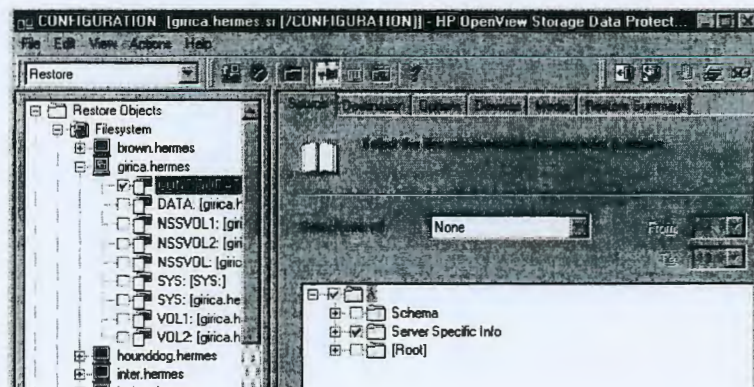 CONFIGURATION [girica.hermes.si [/CONFIGURATION]] - HP OpenView Storage Data Protect...
File Edit View Actions Help
Restore
Source Destination Options Devices Media Restore Summary
Restore Objects
Filesystem
brown.hermes
girica.hermes
DATA: [girica.h
NSSVOL1: [gri
NSSVOL2: [giri
NSSVOL: [giric
SYS: [SYS:]
SYS: [girica.he
VOL1: [girica.h
VOL2: [girica.h
hounddog.hermes
inter.hermes
None
From:
To:
Schema
Server Specific Info
[Root]